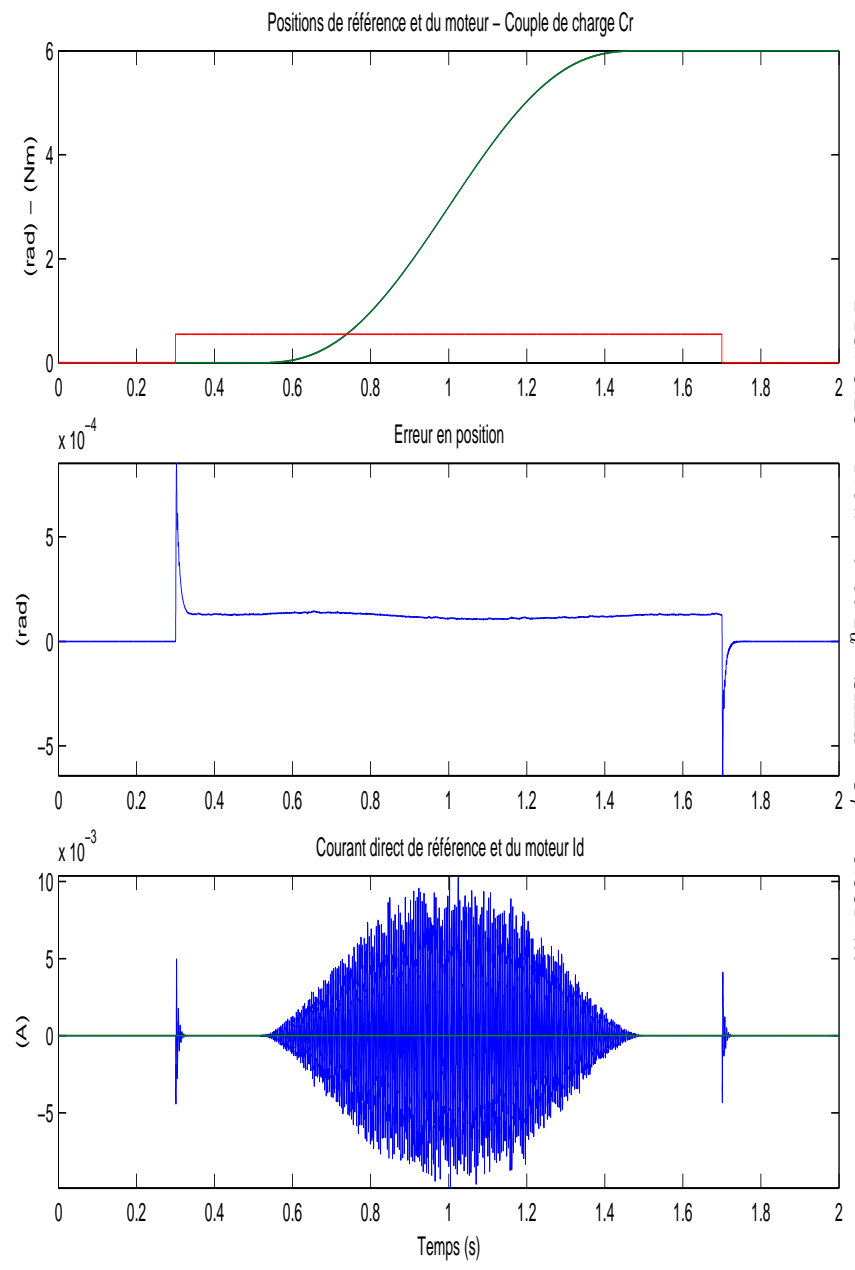 Positions de référence et du moteur – Couple de charge Cr
6
4
2
0
(rad) – (Nm)
0 0.2 0.4 0.6 0.8 1 1.2 1.4 1.6 1.8 2
x 10⁻⁴
Erreur en position
5
0
−5
(rad)
0 0.2 0.4 0.6 0.8 1 1.2 1.4 1.6 1.8 2
x 10⁻³
Courant direct de référence et du moteur Id
10
5
0
−5
(A)
0 0.2 0.4 0.6 0.8 1 1.2 1.4 1.6 1.8 2
Temps (s)